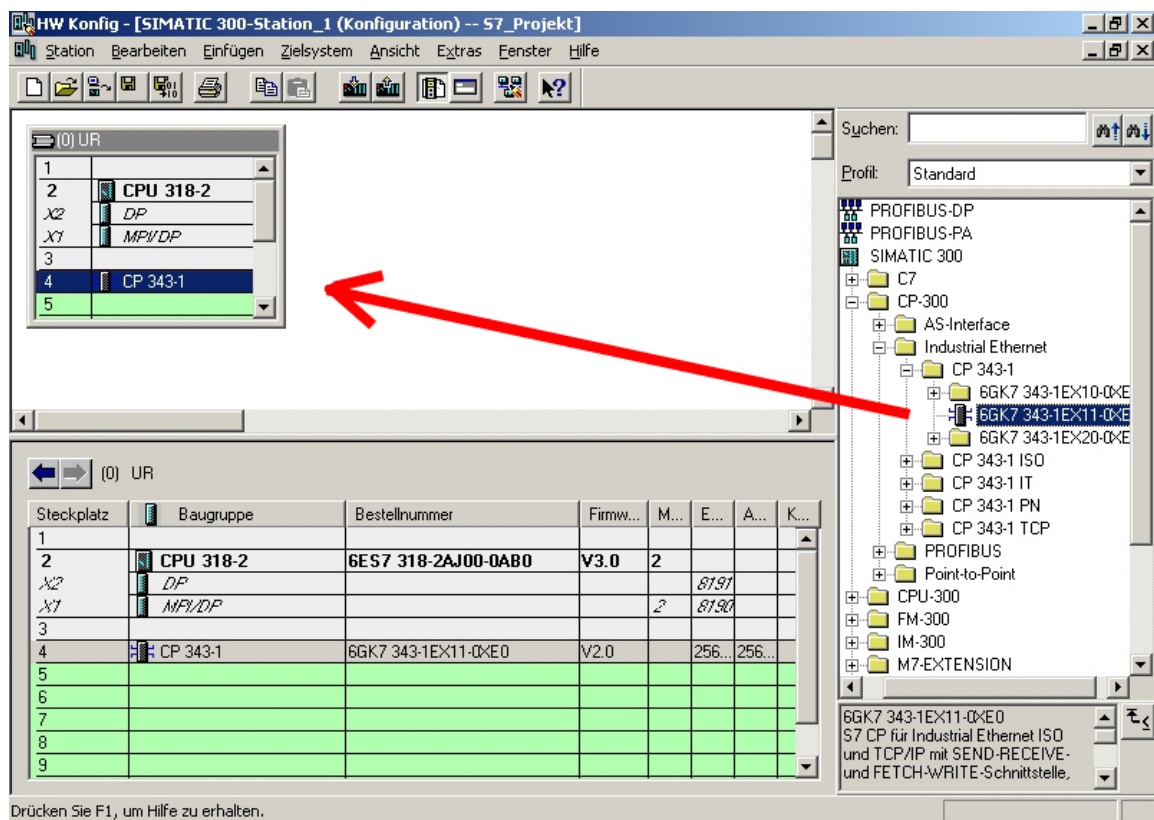 HW Konfig - [SIMATIC 300-Station_1 (Konfiguration) -- S7_Projekt]
Station Bearbeiten Einfügen Zielsystem Ansicht Extras Fenster Hilfe
(0) UR
1
2 CPU 318-2
X2 DP
X1 MPI/DP
3
4 CP 343-1
5
Suchen:
Profil: Standard
PROFIBUS-DP
PROFIBUS-PA
SIMATIC 300
C7
CP-300
AS-Interface
Industrial Ethernet
CP 343-1
6GK7 343-1EX10-0XE
6GK7 343-1EX11-0XE
6GK7 343-1EX20-0XE
CP 343-1 ISO
CP 343-1 IT
CP 343-1 PN
CP 343-1 TCP
PROFIBUS
Point-to-Point
CPU-300
FM-300
IM-300
M7-EXTENSION
(0) UR
Steckplatz Baugruppe Bestellnummer Firmw... M... E... A... K...
1
2 CPU 318-2 6ES7 318-2AJ00-0AB0 V3.0 2
X2 DP 8191
X1 MPI/DP 2 8190
3
4 CP 343-1 6GK7 343-1EX11-0XE0 V2.0 256... 256...
5
6
7
8
9
6GK7 343-1EX11-0XE0
S7 CP für Industrial Ethernet ISO
und TCP/IP mit SEND-RECEIVE-
und FETCH-WRITE-Schnittstelle,
Drücken Sie F1, um Hilfe zu erhalten.